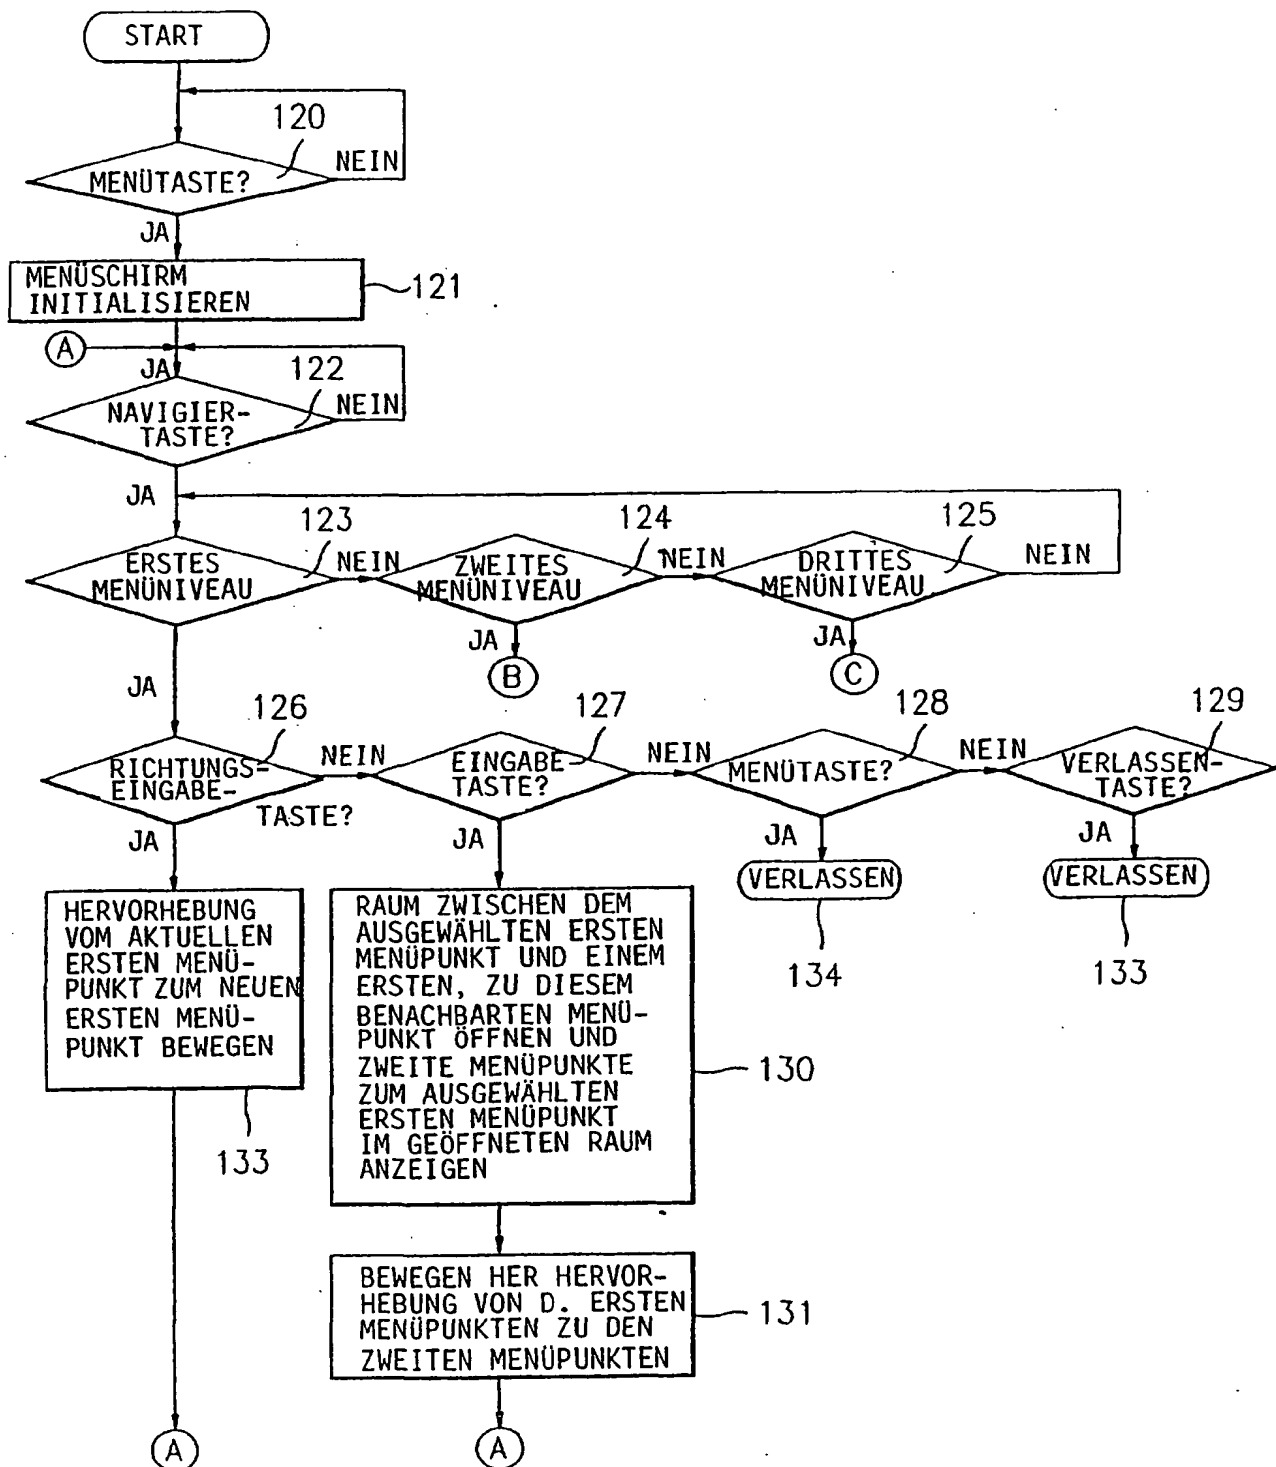 START
120
MENÜTASTE?
NEIN
JA
MENÜSCHIRM
INITIALISIEREN
121
A
JA
122
NAVIGIER-
TASTE?
NEIN
JA
123
ERSTES
MENÜNIVEAU
NEIN
124
ZWEITES
MENÜNIVEAU
NEIN
125
DRITTES
MENÜNIVEAU
NEIN
JA
B
JA
C
JA
126
RICHTUNGS=
EINGABE-
TASTE?
NEIN
127
EINGABE
TASTE?
NEIN
128
MENÜTASTE?
NEIN
129
VERLASSEN-
TASTE?
JA
JA
JA
VERLASSEN
134
JA
VERLASSEN
133
HERVORHEBUNG
VOM AKTUELLEN
ERSTEN MENÜ-
PUNKT ZUM NEUEN
ERSTEN MENÜ-
PUNKT BEWEGEN
133
RAUM ZWISCHEN DEM
AUSGEWÄHLTEN ERSTEN
MENÜPUNKT UND EINEM
ERSTEN, ZU DIESEM
BENACHBARTEN MENÜ-
PUNKT ÖFFNEN UND
ZWEITE MENÜPUNKTE
ZUM AUSGEWÄHLTEN
ERSTEN MENÜPUNKT
IM GEÖFFNETEN RAUM
ANZEIGEN
130
BEWEGEN HER HERVOR-
HEBUNG VON D. ERSTEN
MENÜPUNKTEN ZU DEN
ZWEITEN MENÜPUNKTEN
131
A
A